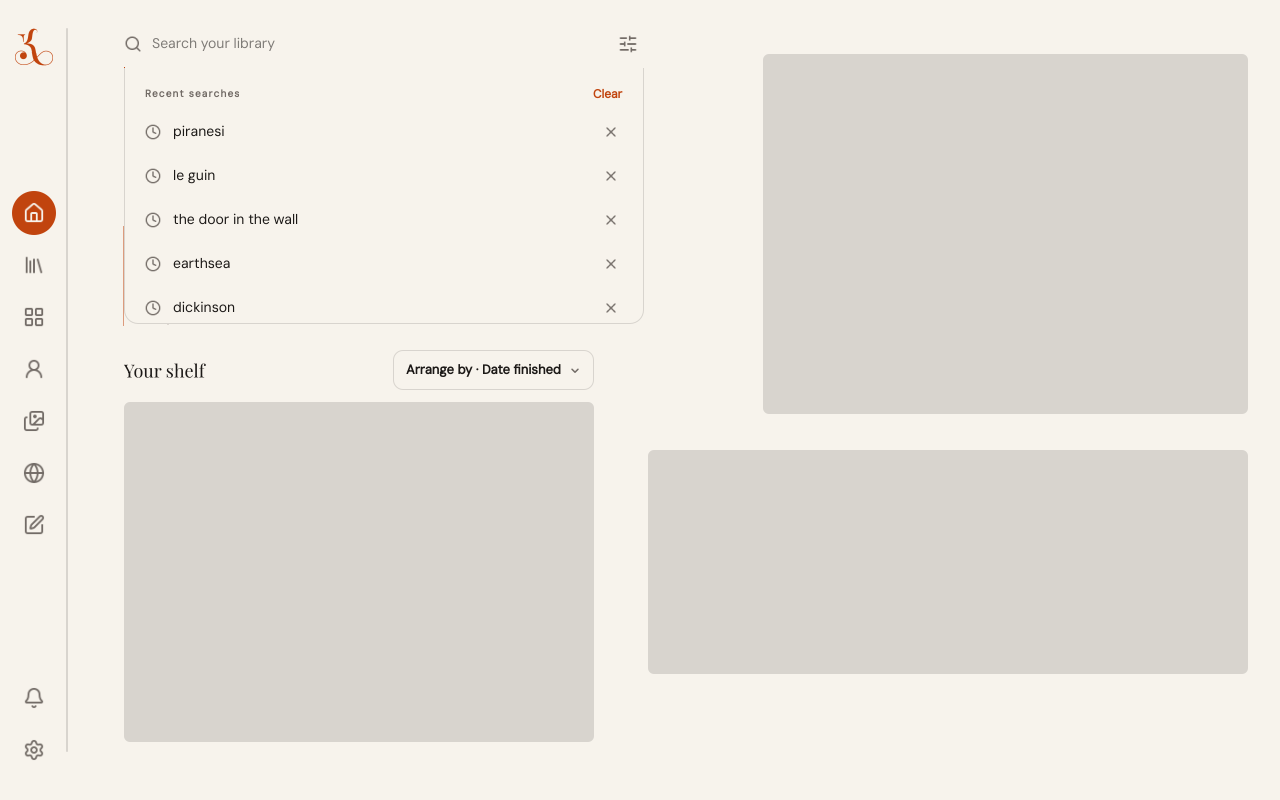 Search your library
Recent searches
Clear
piranesi
le guin
the door in the wall
earthsea
dickinson
Your shelf
Arrange by · Date finished